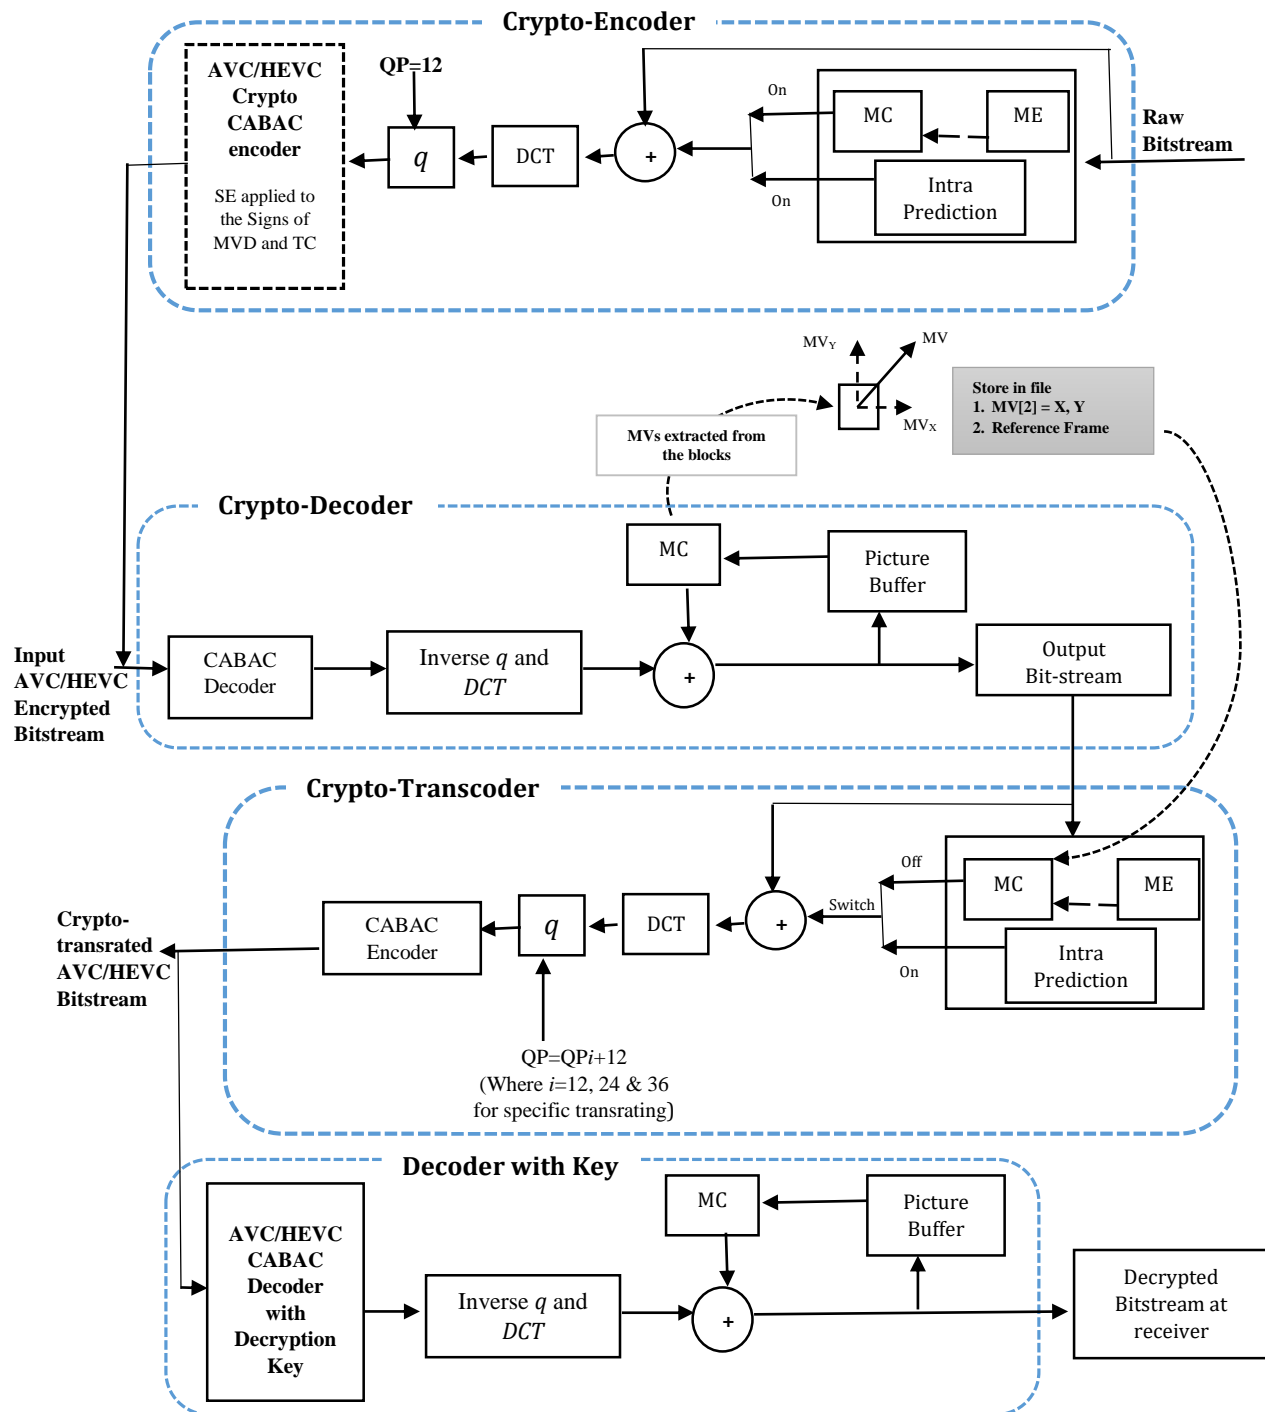 Crypto-Encoder
AVC/HEVC
Crypto
CABAC
encoder
SE applied to
the Signs of
MVD and TC
QP=12
q
DCT
+
On
On
MC
ME
Intra
Prediction
Raw
Bitstream
MVY
MV
MVX
Store in file
1. MV[2] = X, Y
2. Reference Frame
MVs extracted from
the blocks
Crypto-Decoder
MC
Picture
Buffer
Input
AVC/HEVC
Encrypted
Bitstream
CABAC
Decoder
Inverse q and
DCT
+
Output
Bit-stream
Crypto-Transcoder
Crypto-
transrated
AVC/HEVC
Bitstream
CABAC
Encoder
q
DCT
+
Switch
Off
On
MC
ME
Intra
Prediction
QP=QPi+12
(Where i=12, 24 & 36
for specific transrating)
Decoder with Key
AVC/HEVC
CABAC
Decoder
with
Decryption
Key
Inverse q and
DCT
MC
+
Picture
Buffer
Decrypted
Bitstream at
receiver